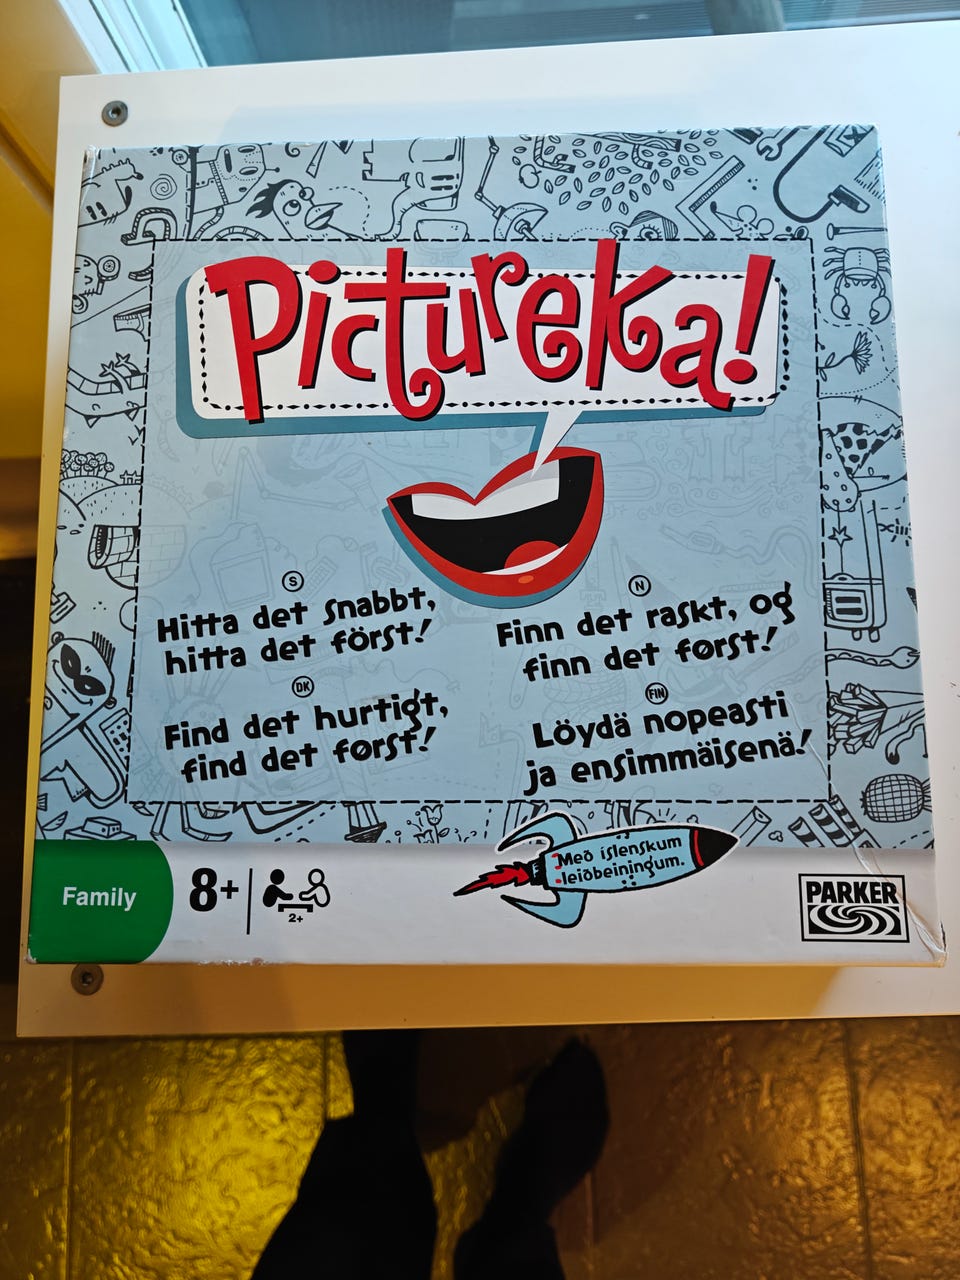 Pictureka!
S
Hitta det snabbt,
hitta det först!
N
Finn det raskt, og
finn det først!
DK
Find det hurtigt,
find det først!
FIN
Löydä nopeasti
ja ensimmäisenä!
Family
8+
2+
Með íslenskum
leiðbeiningum.
PARKER